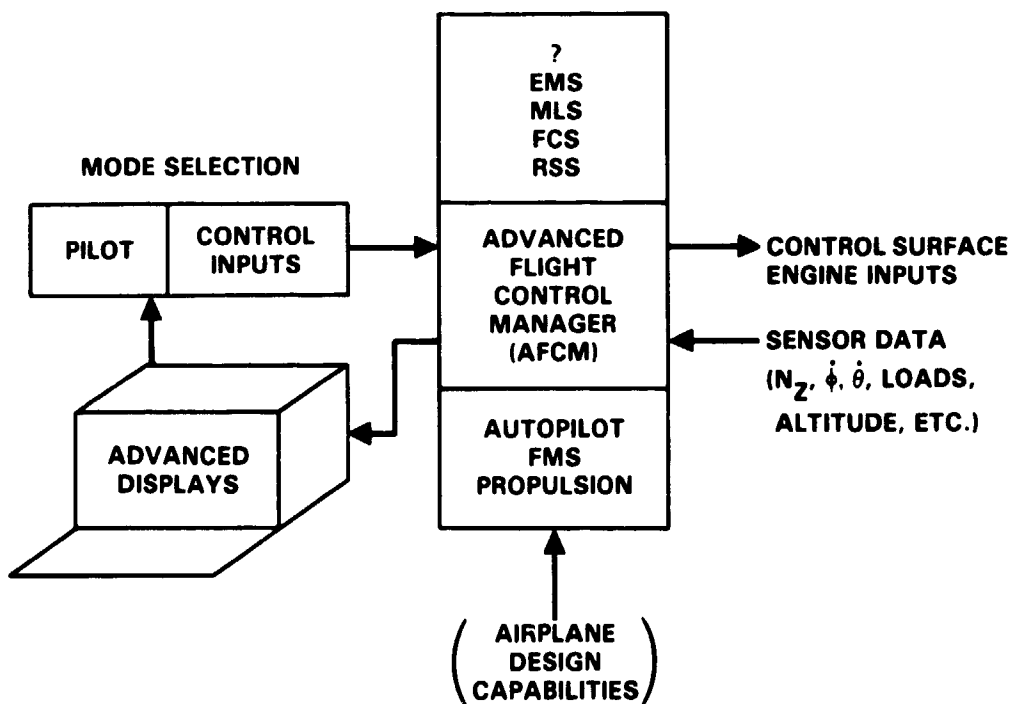 ?
EMS
MLS
FCS
RSS
MODE SELECTION
PILOT
CONTROL
INPUTS
ADVANCED
FLIGHT
CONTROL
MANAGER
(AFCM)
CONTROL SURFACE
ENGINE INPUTS
SENSOR DATA
(NZ, φ̇, θ̇, LOADS,
ALTITUDE, ETC.)
ADVANCED
DISPLAYS
AUTOPILOT
FMS
PROPULSION
(AIRPLANE
DESIGN
CAPABILITIES)